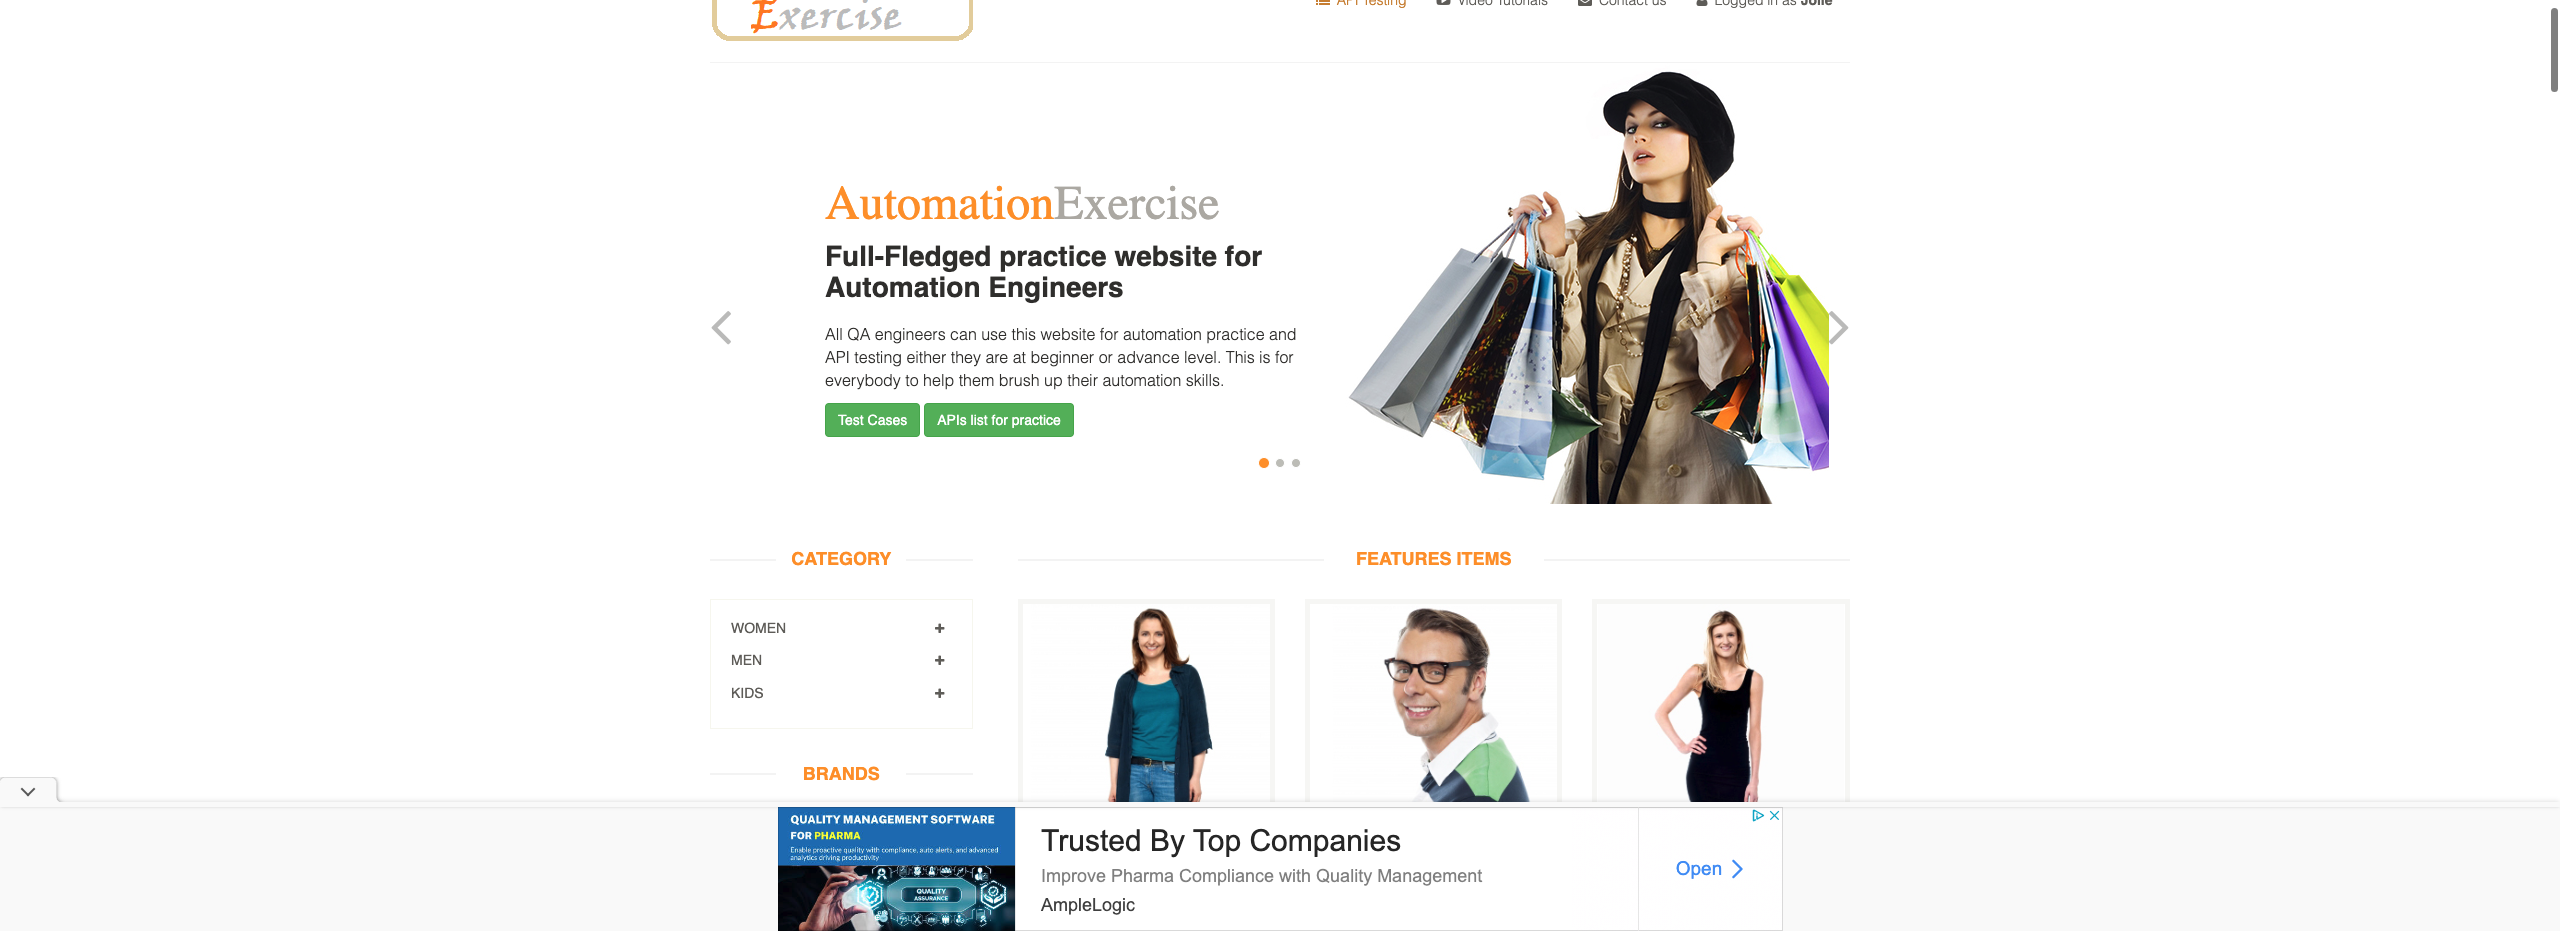 Exercise
API Testing
Video Tutorials
Contact us
Logged in as Jolie
AutomationExercise
Full-Fledged practice website for
Automation Engineers
All QA engineers can use this website for automation practice and
API testing either they are at beginner or advance level. This is for
everybody to help them brush up their automation skills.
Test Cases
APIs list for practice
CATEGORY
WOMEN
MEN
KIDS
BRANDS
FEATURES ITEMS
QUALITY MANAGEMENT SOFTWARE
FOR PHARMA
Enable proactive quality with compliance, auto alerts, and advanced
analytics driving productivity
QUALITY
ASSURANCE
Trusted By Top Companies
Improve Pharma Compliance with Quality Management
AmpleLogic
Open